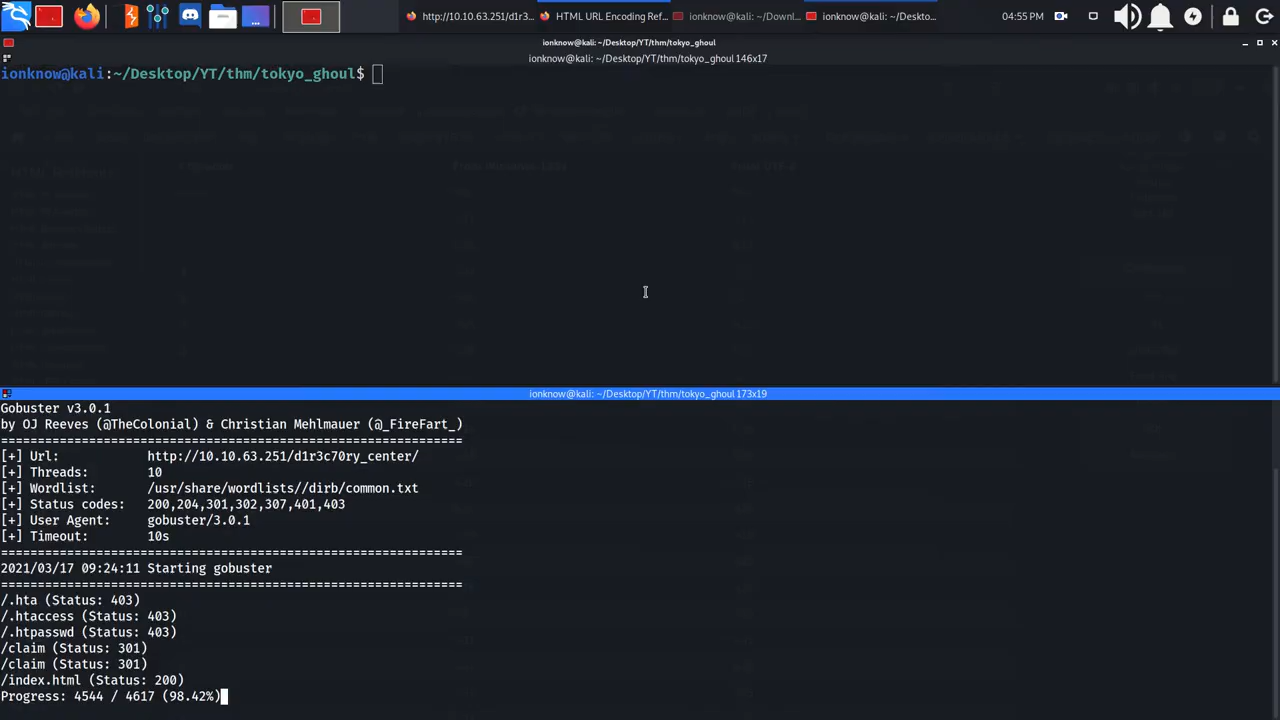 http://10.10.63.251/d1r3...
HTML URL Encoding Ref...
ionknow@kali: ~/Downl...
ionknow@kali: ~/Deskto...
04:55 PM
ionknow@kali: ~/Desktop/YT/thm/tokyo_ghoul
ionknow@kali: ~/Desktop/YT/thm/tokyo_ghoul 146x17
ionknow@kali:~/Desktop/YT/thm/tokyo_ghoul$
ionknow@kali: ~/Desktop/YT/thm/tokyo_ghoul 173x19
Gobuster v3.0.1
by OJ Reeves (@TheColonial) & Christian Mehlmauer (@_FireFart_)
===============================================================
[+] Url:            http://10.10.63.251/d1r3c70ry_center/
[+] Threads:        10
[+] Wordlist:       /usr/share/wordlists//dirb/common.txt
[+] Status codes:   200,204,301,302,307,401,403
[+] User Agent:     gobuster/3.0.1
[+] Timeout:        10s
===============================================================
2021/03/17 09:24:11 Starting gobuster
===============================================================
/.hta (Status: 403)
/.htaccess (Status: 403)
/.htpasswd (Status: 403)
/claim (Status: 301)
/claim (Status: 301)
/index.html (Status: 200)
Progress: 4544 / 4617 (98.42%)